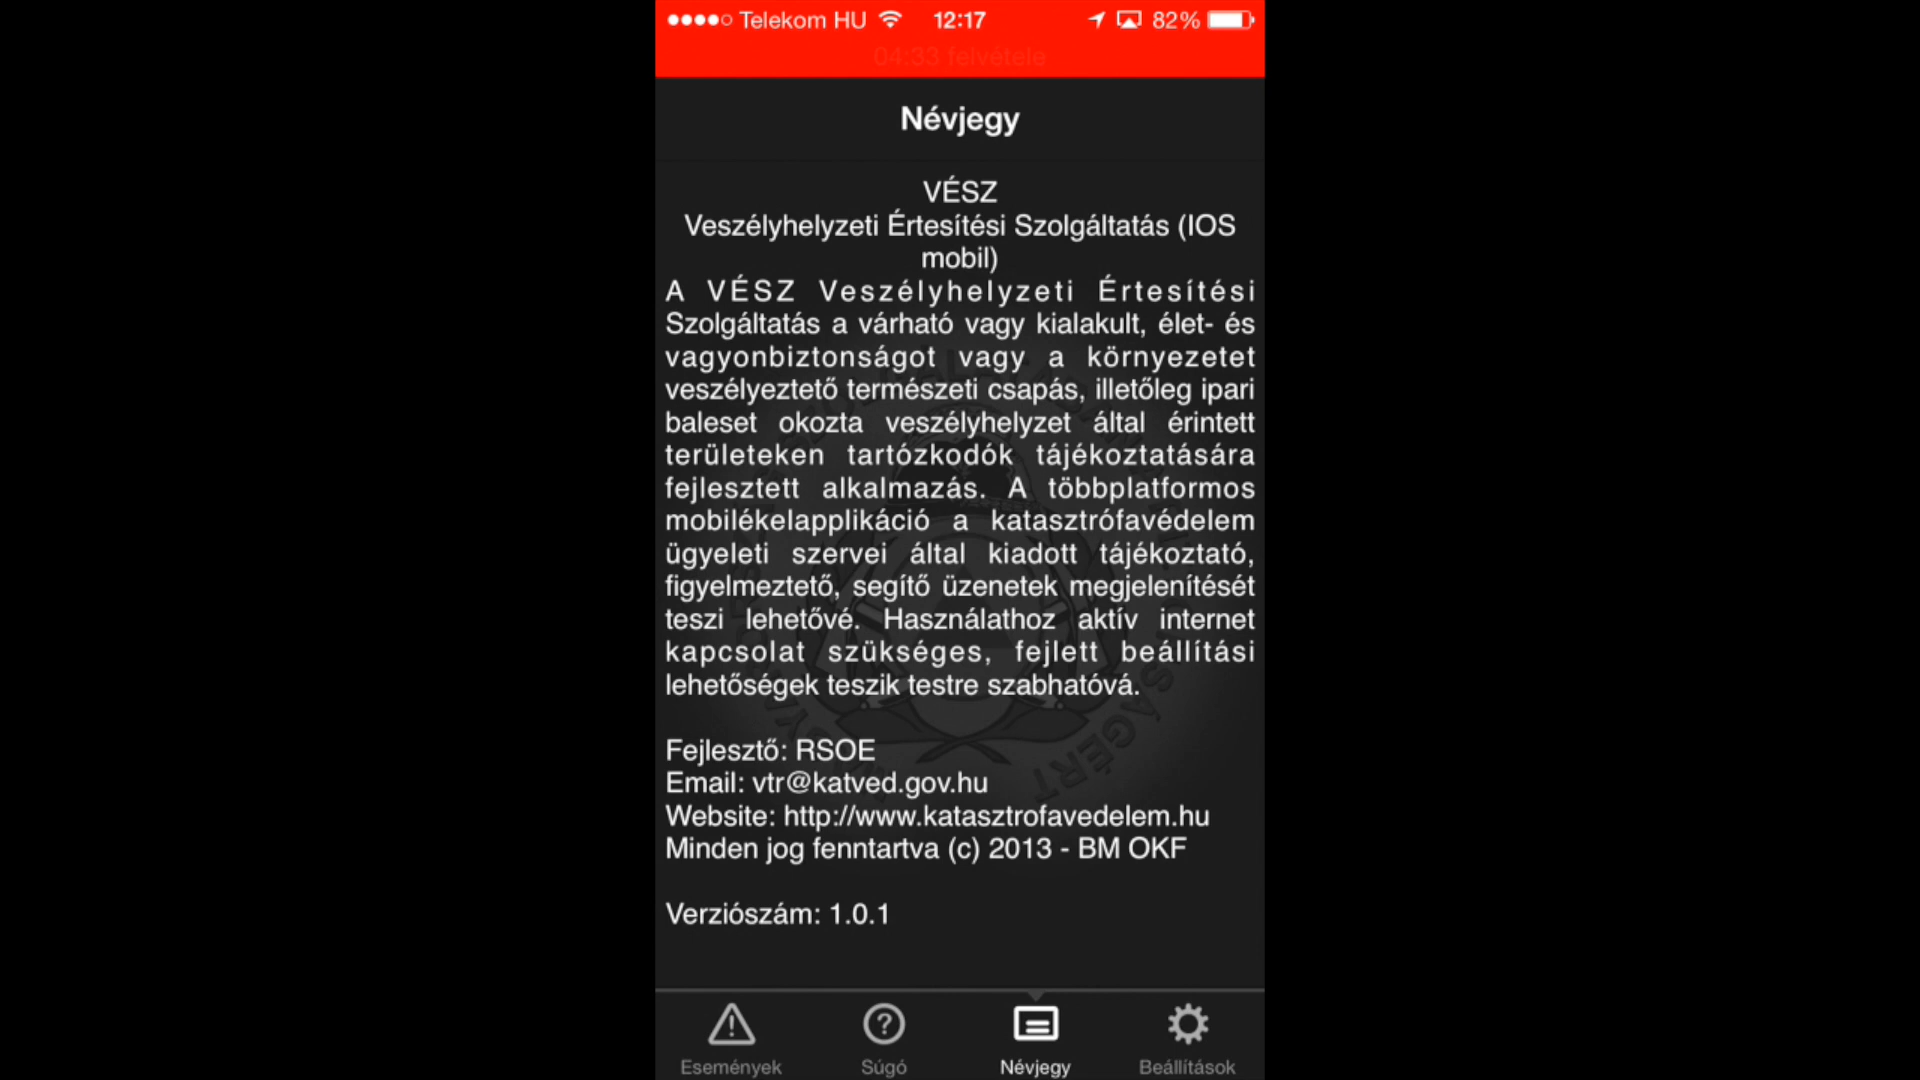 Telekom HU 12:17 82%
04:33 felvétele
Névjegy
VÉSZ
Veszélyhelyzeti Értesítési Szolgáltatás (IOS
mobil)
A VÉSZ Veszélyhelyzeti Értesítési
Szolgáltatás a várható vagy kialakult, élet- és
vagyonbiztonságot vagy a környezetet
veszélyeztető természeti csapás, illetőleg ipari
baleset okozta veszélyhelyzet által érintett
területeken tartózkodók tájékoztatására
fejlesztett alkalmazás. A többplatformos
mobilékelapplikáció a katasztrófavédelem
ügyeleti szervei által kiadott tájékoztató,
figyelmeztető, segítő üzenetek megjelenítését
teszi lehetővé. Használathoz aktív internet
kapcsolat szükséges, fejlett beállítási
lehetőségek teszik testre szabhatóvá.
Fejlesztő: RSOE
Email: vtr@katved.gov.hu
Website: http://www.katasztrofavedelem.hu
Minden jog fenntartva (c) 2013 - BM OKF
Verziószám: 1.0.1
Események Súgó Névjegy Beállítások